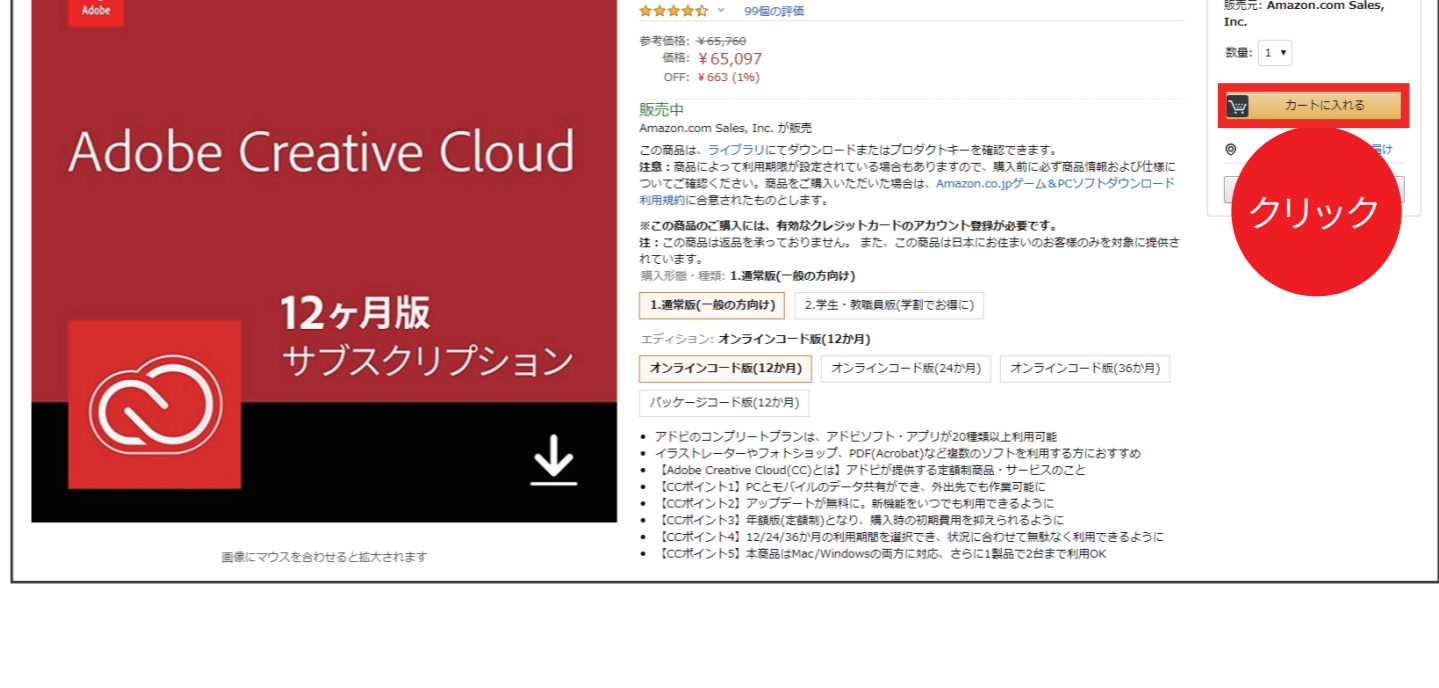 Adobe
99個の評価
参考価格: ¥65,760
価格: ¥65,097
OFF: ¥663 (1%)
販売中
Amazon.com Sales, Inc. が販売
この商品は、ライブラリにてダウンロードまたはプロダクトキーを確認できます。
注意：商品によって利用期限が設定されている場合もありますので、購入前に必ず商品情報および仕様に
ついてご確認ください。商品をご購入いただいた場合は、Amazon.co.jpゲーム＆PCソフトダウンロード
利用規約に合意されたものとします。
※この商品のご購入には、有効なクレジットカードのアカウント登録が必要です。
注：この商品は返品を承っておりません。 また、この商品は日本にお住まいのお客様のみを対象に提供さ
れています。
購入形態・種類: 1.通常版(一般の方向け)
1.通常版(一般の方向け)
2.学生・教職員版(学割でお得に)
エディション: オンラインコード版(12か月)
オンラインコード版(12か月)
オンラインコード版(24か月)
オンラインコード版(36か月)
パッケージコード版(12か月)
• アドビのコンプリートプランは、アドビソフト・アプリが20種類以上利用可能
• イラストレーターやフォトショップ、PDF(Acrobat)など複数のソフトを利用する方におすすめ
• 【Adobe Creative Cloud(CC)とは】アドビが提供する定額制商品・サービスのこと
• 【CCポイント1】PCとモバイルのデータ共有ができ、外出先でも作業可能に
• 【CCポイント2】アップデートが無料に。新機能をいつでも利用できるように
• 【CCポイント3】年額版(定額制)となり、購入時の初期費用を抑えられるように
• 【CCポイント4】12/24/36か月の利用期間を選択でき、状況に合わせて無駄なく利用できるように
• 【CCポイント5】本商品はMac/Windowsの両方に対応、さらに1製品で2台まで利用OK
Adobe Creative Cloud
12ヶ月版
サブスクリプション
画像にマウスを合わせると拡大されます
販売元: Amazon.com Sales,
Inc.
数量: 1
カートに入れる
届け
クリック